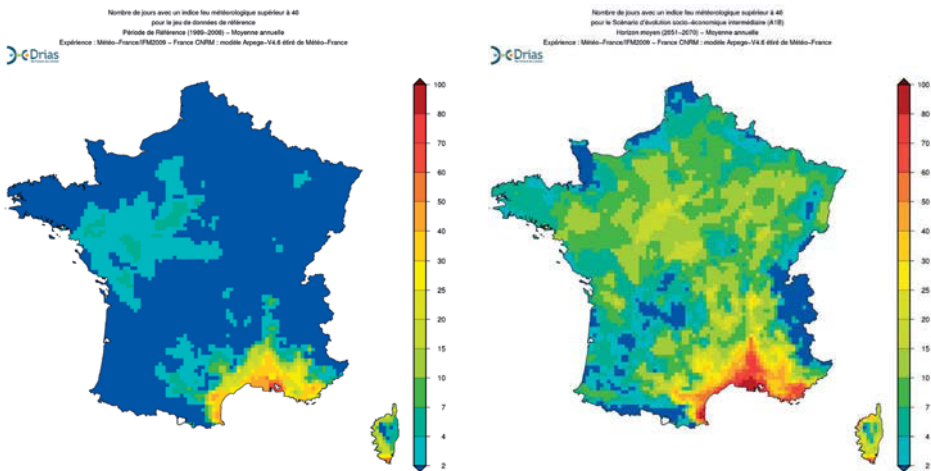 Nombre de jours avec un indice feu météorologique supérieur à 40
pour le jeu de données de référence
Période de Référence (1989–2008) – Moyenne annuelle
Expérience : Météo–France/IFM2009 – France CNRM : modèle Arpege–V4.6 étiré de Météo–France
Drias
100
80
70
60
50
40
30
25
20
15
10
7
4
2
Nombre de jours avec un indice feu météorologique supérieur à 40
pour le Scénario d'évolution socio–économique intermédiaire (A1B)
Horizon moyen (2051–2070) – Moyenne annuelle
Expérience : Météo–France/IFM2009 – France CNRM : modèle Arpege–V4.6 étiré de Météo–France
Drias
100
80
70
60
50
40
30
25
20
15
10
7
4
2